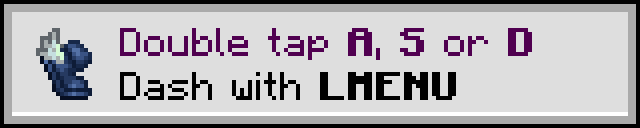 Double tap A, S or D
Dash with LMENU